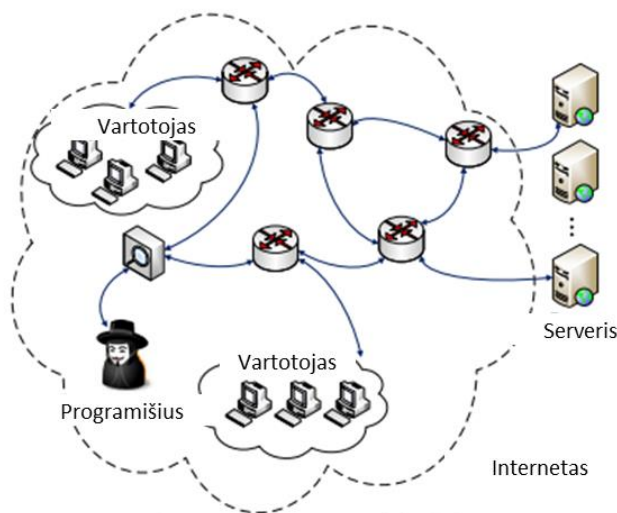 Vartotojas
Serveris
Vartotojas
Programišius
Internetas